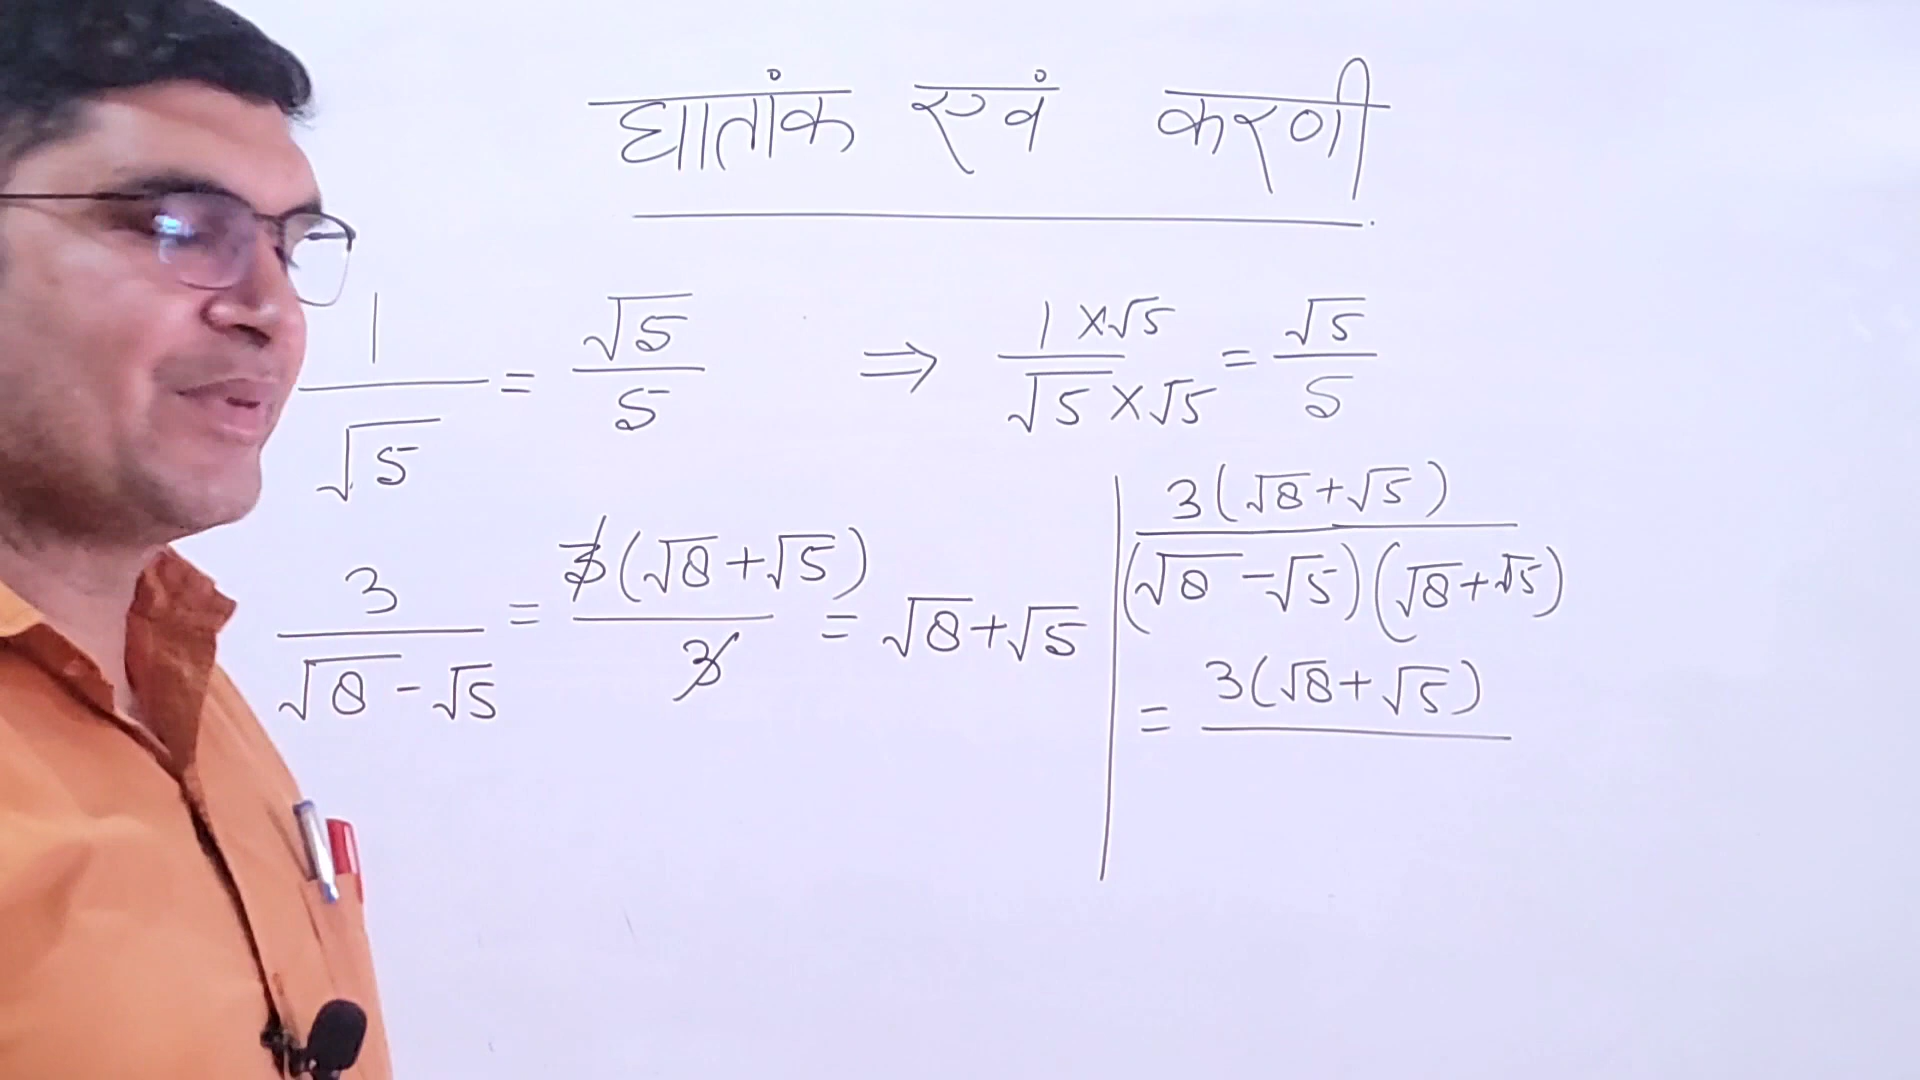 घातांक एवं करणी
1/√5 = √5/5 ⇒ (1×√5)/(√5×√5) = √5/5
3/(√8-√5) = 3(√8+√5)/3 = √8+√5
3(√8+√5)/((√8-√5)(√8+√5))
= 3(√8+√5)